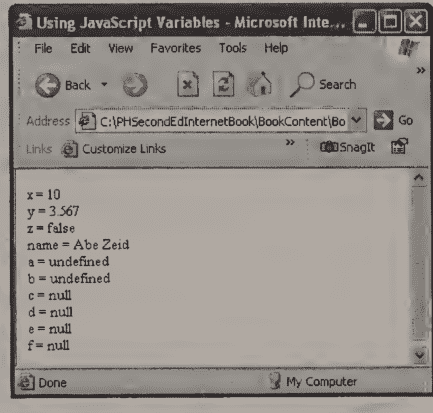 Using JavaScript Variables - Microsoft Inte...
File Edit View Favorites Tools Help
Back Search
Address C:\PHSecondEdInternetBook\BookContent\Bo Go
Links Customize Links » SnagIt
x = 10
y = 3.567
z = false
name = Abe Zeid
a = undefined
b = undefined
c = null
d = null
e = null
f = null
Done My Computer